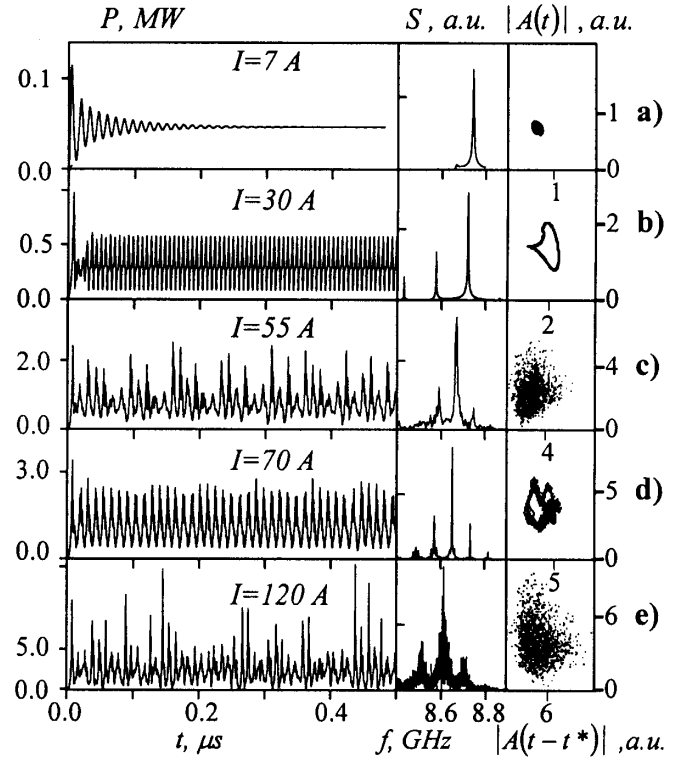 P, MW S, a.u. |A(t)|, a.u.
I=7 A
0.1
0.0
1
0
a)
I=30 A
0.5
0.0
1
2
0
b)
I=55 A
2.0
0.0
2
4
0
c)
I=70 A
3.0
0.0
4
5
0
d)
I=120 A
5.0
0.0
5
6
0
e)
0.0 0.2 0.4 8.6 8.8 6
t, μs f, GHz |A(t-t*)|, a.u.